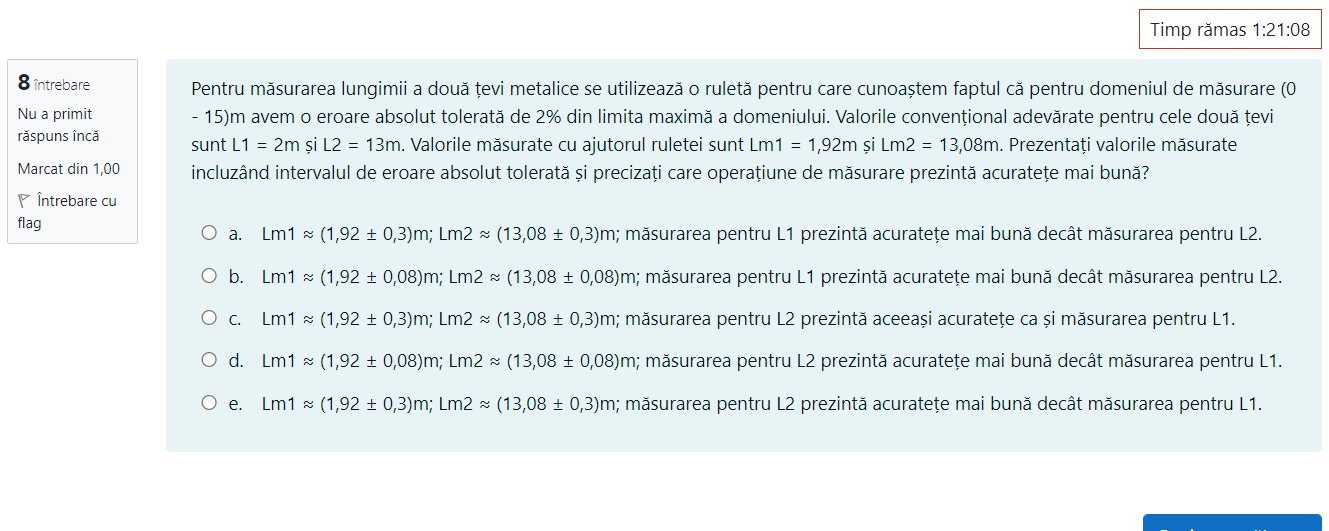 Timp rămas 1:21:08
8 întrebare
Nu a primit
răspuns încă
Marcat din 1,00
Întrebare cu
flag
Pentru măsurarea lungimii a două țevi metalice se utilizează o ruletă pentru care cunoaștem faptul că pentru domeniul de măsurare (0
- 15)m avem o eroare absolut tolerată de 2% din limita maximă a domeniului. Valorile convențional adevărate pentru cele două țevi
sunt L1 = 2m și L2 = 13m. Valorile măsurate cu ajutorul ruletei sunt Lm1 = 1,92m și Lm2 = 13,08m. Prezentați valorile măsurate
incluzând intervalul de eroare absolut tolerată și precizați care operațiune de măsurare prezintă acuratețe mai bună?
a. Lm1 ≈ (1,92 ± 0,3)m; Lm2 ≈ (13,08 ± 0,3)m; măsurarea pentru L1 prezintă acuratețe mai bună decât măsurarea pentru L2.
b. Lm1 ≈ (1,92 ± 0,08)m; Lm2 ≈ (13,08 ± 0,08)m; măsurarea pentru L1 prezintă acuratețe mai bună decât măsurarea pentru L2.
c. Lm1 ≈ (1,92 ± 0,3)m; Lm2 ≈ (13,08 ± 0,3)m; măsurarea pentru L2 prezintă aceeași acuratețe ca și măsurarea pentru L1.
d. Lm1 ≈ (1,92 ± 0,08)m; Lm2 ≈ (13,08 ± 0,08)m; măsurarea pentru L2 prezintă acuratețe mai bună decât măsurarea pentru L1.
e. Lm1 ≈ (1,92 ± 0,3)m; Lm2 ≈ (13,08 ± 0,3)m; măsurarea pentru L2 prezintă acuratețe mai bună decât măsurarea pentru L1.